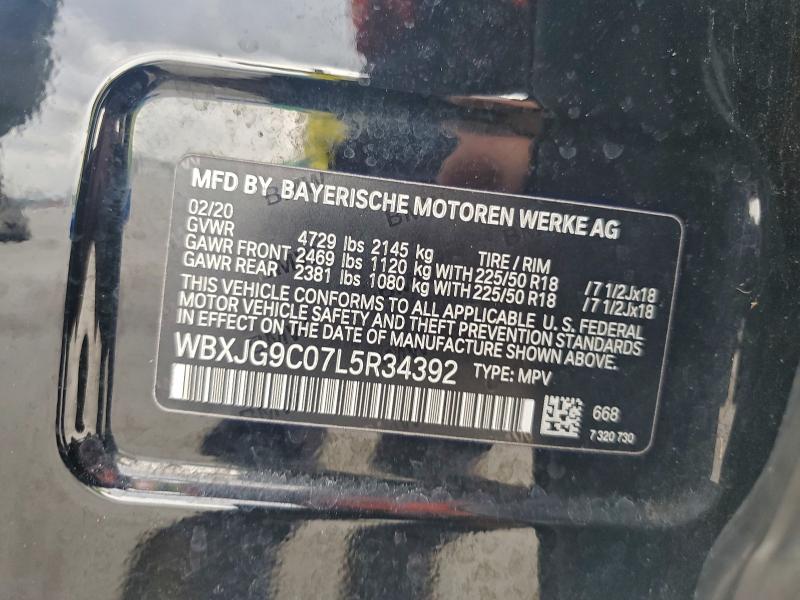 MFD BY BAYERISCHE MOTOREN WERKE AG
02/20
GVWR 4729 lbs 2145 kg TIRE / RIM
GAWR FRONT 2469 lbs 1120 kg WITH 225/50 R18 /7 1/2Jx18
GAWR REAR 2381 lbs 1080 kg WITH 225/50 R18 /7 1/2Jx18
THIS VEHICLE CONFORMS TO ALL APPLICABLE U.S. FEDERAL
MOTOR VEHICLE SAFETY AND THEFT PREVENTION STANDARDS
IN EFFECT ON THE DATE OF MANUFACTURE SHOWN ABOVE.
WBXJG9C07L5R34392 TYPE: MPV
668
7 320 730